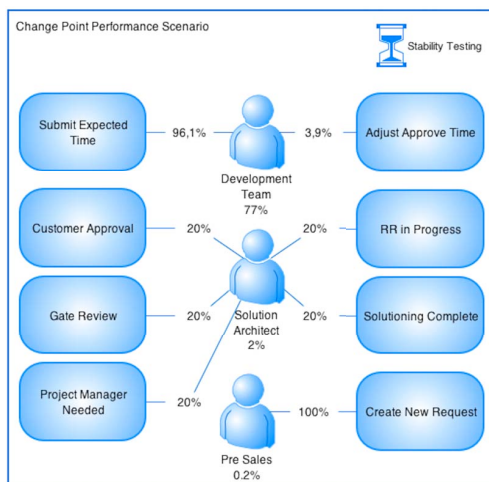 Change Point Performance Scenario
Stability Testing
Submit Expected
Time
96,1%
3,9%
Adjust Approve Time
Development
Team
77%
Customer Approval
20%
20%
RR in Progress
Gate Review
20%
Solution
Architect
2%
20%
Solutioning Complete
Project Manager
Needed
20%
Pre Sales
0.2%
100%
Create New Request